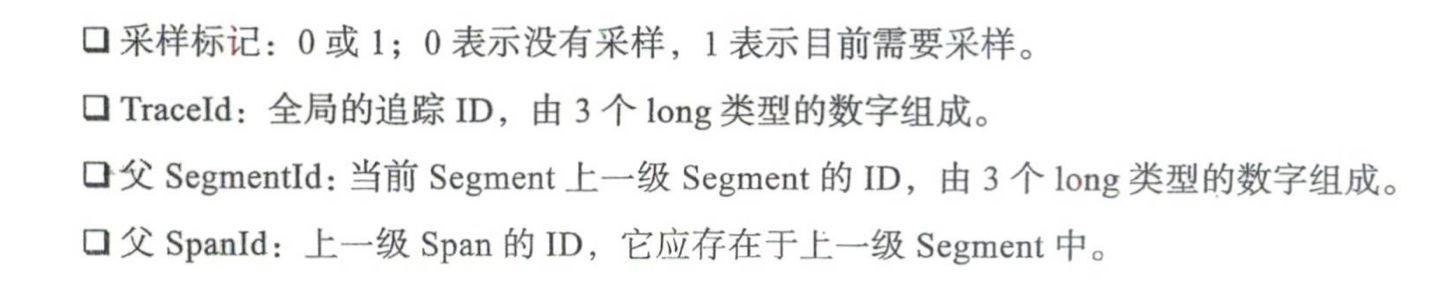 ❑ 采样标记：0 或 1；0 表示没有采样，1 表示目前需要采样。
❑ TraceId：全局的追踪 ID，由 3 个 long 类型的数字组成。
❑ 父 SegmentId：当前 Segment 上一级 Segment 的 ID，由 3 个 long 类型的数字组成。
❑ 父 SpanId：上一级 Span 的 ID，它应存在于上一级 Segment 中。